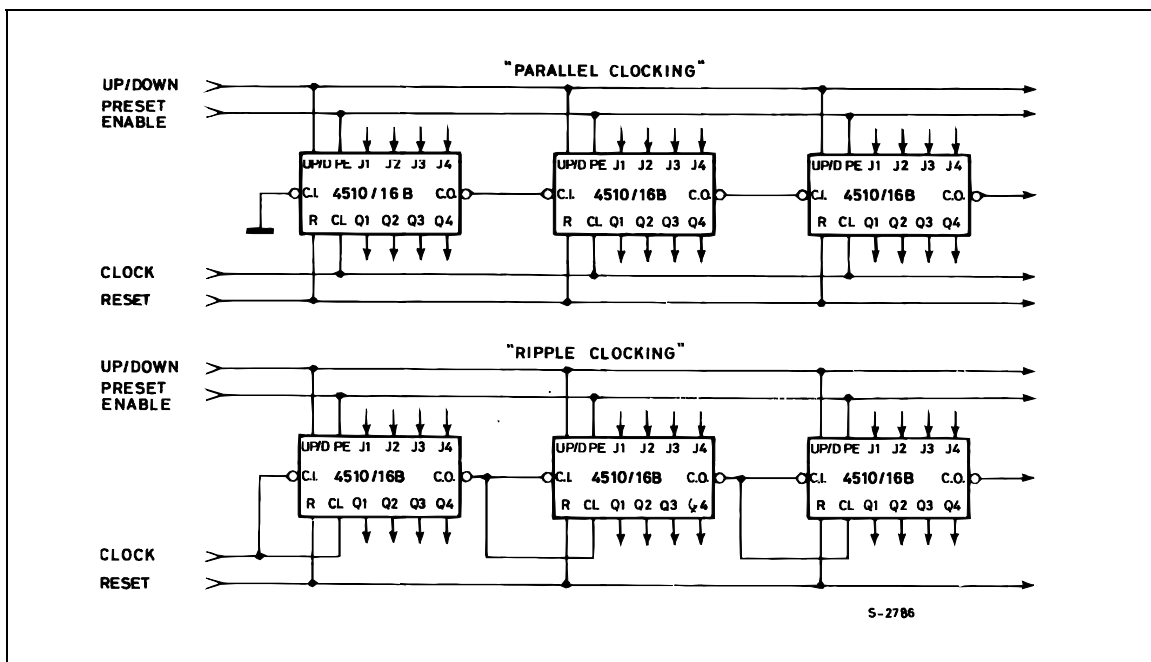 "PARALLEL CLOCKING"
UP/DOWN
PRESET
ENABLE
UP/D PE J1 J2 J3 J4
C.I. 4510/16B C.O.
R CL Q1 Q2 Q3 Q4
UP/D PE J1 J2 J3 J4
C.I. 4510/16B C.O.
R CL Q1 Q2 Q3 Q4
UP/D PE J1 J2 J3 J4
C.I. 4510/16B C.O.
R CL Q1 Q2 Q3 Q4
CLOCK
RESET
"RIPPLE CLOCKING"
UP/DOWN
PRESET
ENABLE
UP/D PE J1 J2 J3 J4
C.I. 4510/16B C.O.
R CL Q1 Q2 Q3 Q4
UP/D PE J1 J2 J3 J4
C.I. 4510/16B C.O.
R CL Q1 Q2 Q3
UP/D PE J1 J2 J3 J4
C.I. 4510/16B C.O.
R CL Q1 Q2 Q3 Q4
CLOCK
RESET
S-2786